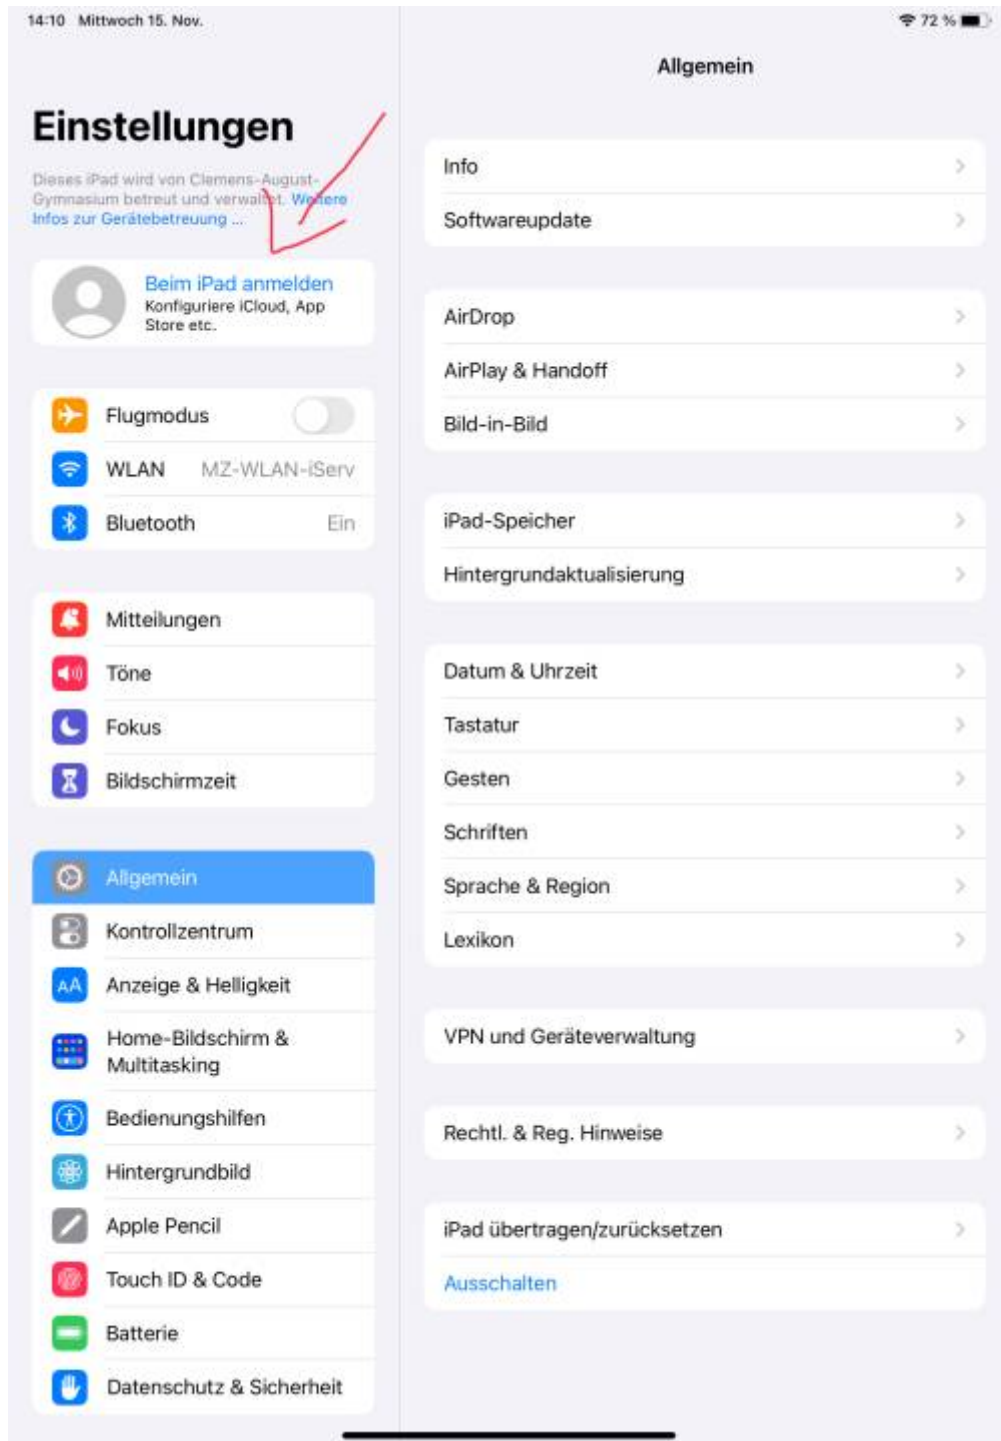 14:10 Mittwoch 15. Nov.
72 %
Einstellungen
Dieses iPad wird von Clemens-August-
Gymnasium betreut und verwaltet. Weitere
Infos zur Gerätebetreuung ...
Beim iPad anmelden
Konfiguriere iCloud, App
Store etc.
Flugmodus
WLAN MZ-WLAN-iServ
Bluetooth Ein
Mitteilungen
Töne
Fokus
Bildschirmzeit
Allgemein
Kontrollzentrum
AA Anzeige & Helligkeit
Home-Bildschirm &
Multitasking
Bedienungshilfen
Hintergrundbild
Apple Pencil
Touch ID & Code
Batterie
Datenschutz & Sicherheit
Allgemein
Info
Softwareupdate
AirDrop
AirPlay & Handoff
Bild-in-Bild
iPad-Speicher
Hintergrundaktualisierung
Datum & Uhrzeit
Tastatur
Gesten
Schriften
Sprache & Region
Lexikon
VPN und Geräteverwaltung
Rechtl. & Reg. Hinweise
iPad übertragen/zurücksetzen
Ausschalten